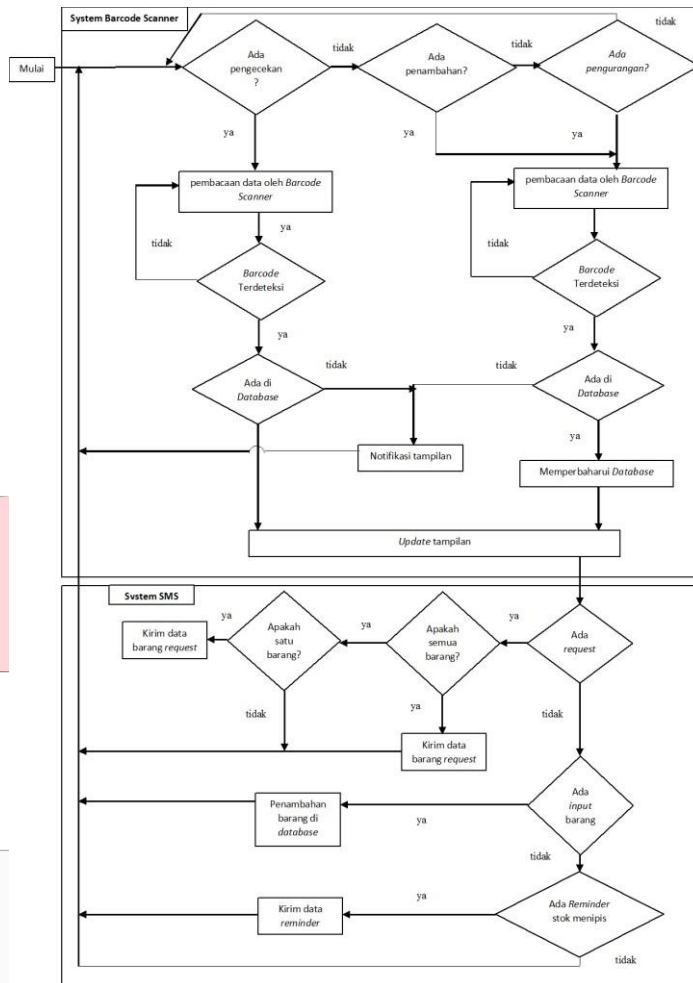 System Barcode Scanner
tidak
Mulai
Ada
pengecekan
?
tidak
Ada
penambahan?
tidak
Ada
pengurangan?
ya
ya
ya
pembacaan data oleh Barcode
Scanner
pembacaan data oleh Barcode
Scanner
ya
ya
tidak
tidak
Barcode
Terdeteksi
Barcode
Terdeteksi
ya
ya
tidak
tidak
Ada di
Database
Ada di
Database
ya
Notifikasi tampilan
Memperbaharui Database
Update tampilan
System SMS
ya
ya
ya
Kirim data
barang request
Apakah
satu
barang?
Apakah
semua
barang?
Ada
request
tidak
ya
tidak
Kirim data
barang request
Penambahan
barang di
database
ya
Ada
input
barang
tidak
Kirim data
reminder
ya
Ada Reminder
stok menipis
tidak